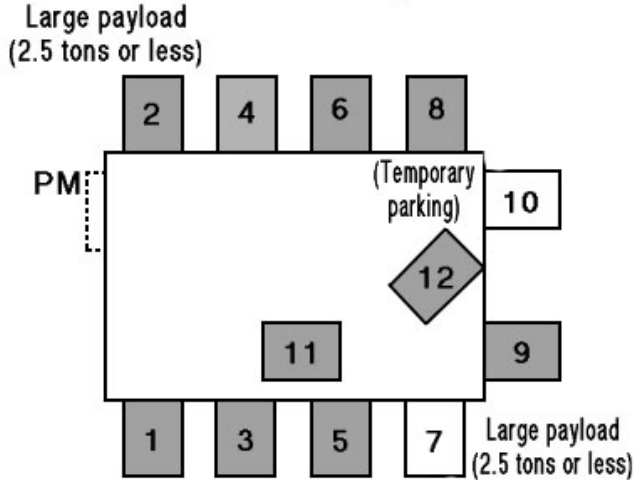 Large payload
(2.5 tons or less)
2
4
6
8
PM
(Temporary
parking)
10
12
11
9
1
3
5
7
Large payload
(2.5 tons or less)